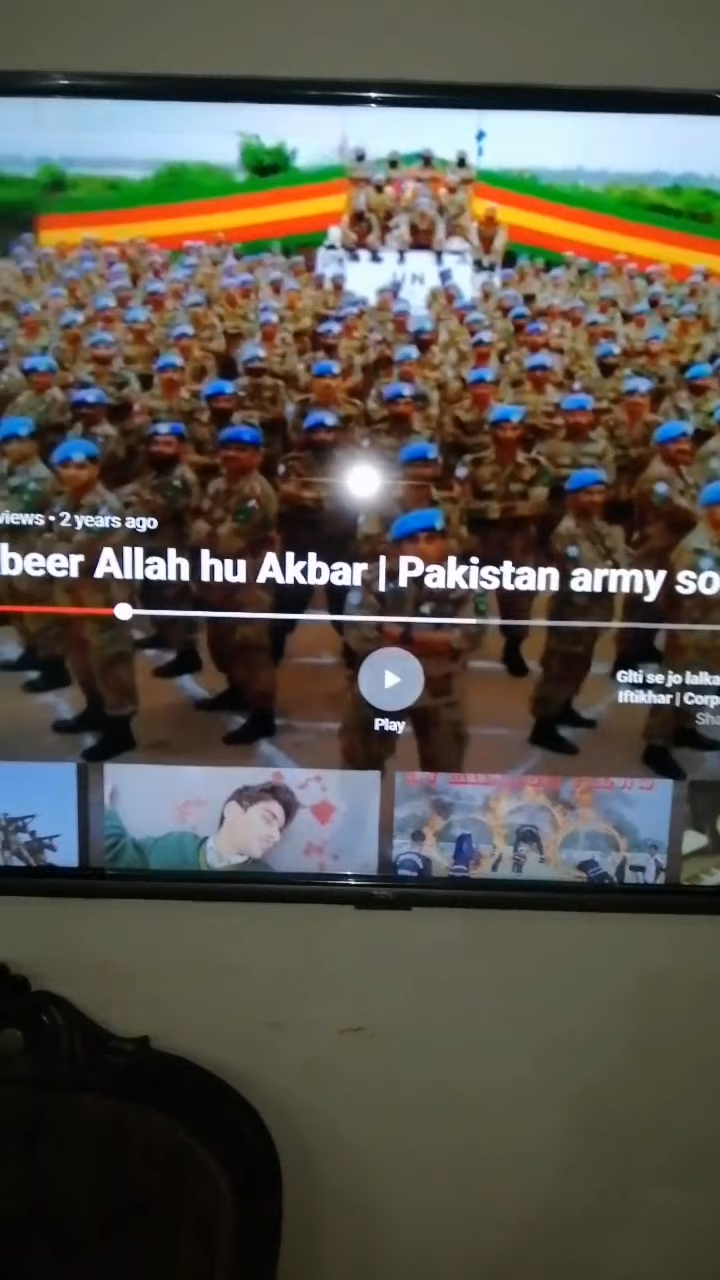 UN
views • 2 years ago
beer Allah hu Akbar | Pakistan army so
Glti se jo lalka
Iftikhar | Corp
Sha
Play